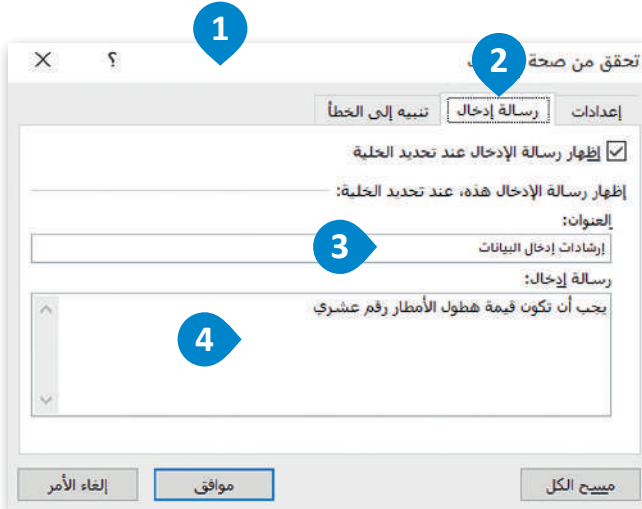 1
تحقق من صحة
؟
2
إعدادات رسالة إدخال تنبيه إلى الخطأ
إظهار رسالة الإدخال عند تحديد الخلية
إظهار رسالة الإدخال هذه، عند تحديد الخلية:
العنوان:
إرشادات إدخال البيانات
3
رسالة إدخال:
يجب أن تكون قيمة هطول الأمطار رقم عشري
4
مسح الكل موافق إلغاء الأمر